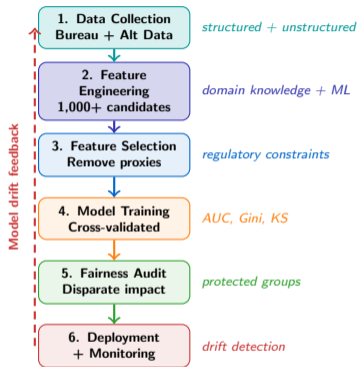 1. Data Collection
Bureau + Alt Data
structured + unstructured
2. Feature
Engineering
1,000+ candidates
domain knowledge + ML
3. Feature Selection
Remove proxies
regulatory constraints
4. Model Training
Cross-validated
AUC, Gini, KS
5. Fairness Audit
Disparate impact
protected groups
6. Deployment
+ Monitoring
drift detection
Model drift feedback